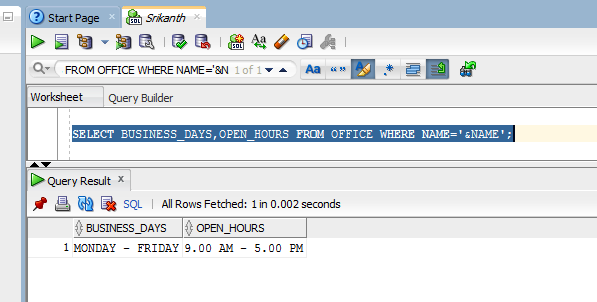 Start Page
Srikanth
FROM OFFICE WHERE NAME='&N 1 of 1
Aa “ ” .*
Worksheet Query Builder
SELECT BUSINESS_DAYS,OPEN_HOURS FROM OFFICE WHERE NAME='&NAME';
Query Result x
SQL | All Rows Fetched: 1 in 0.002 seconds
BUSINESS_DAYS OPEN_HOURS
1 MONDAY - FRIDAY 9.00 AM - 5.00 PM